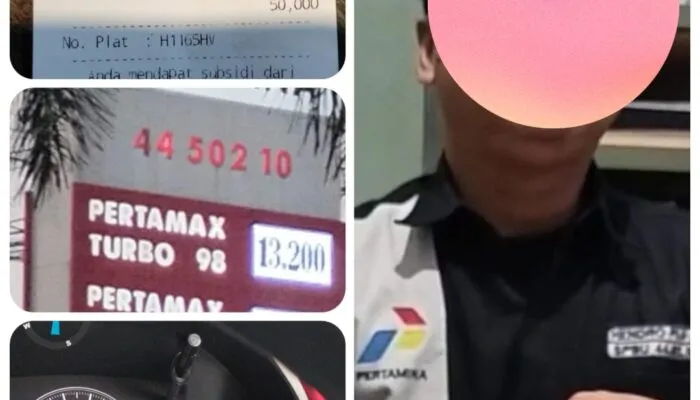 50,000
No. Plat : H1165HV
Anda mendapat subsidi dari
44 502 10
PERTAMAX
TURBO 98
13.200
PERTAMAX
W
S
PERTAMINA